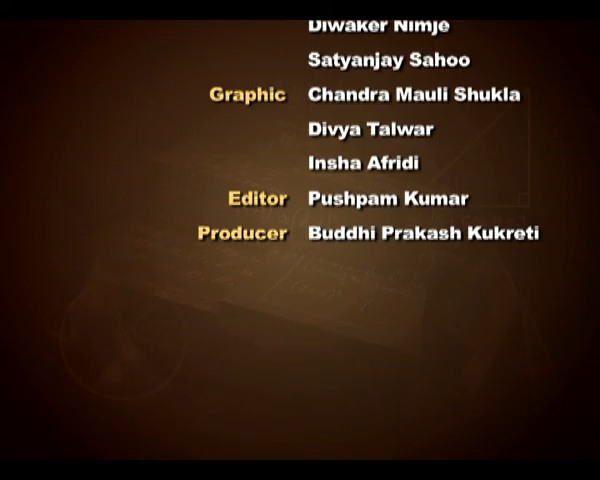 Diwaker Nimje
Satyanjay Sahoo
Graphic Chandra Mauli Shukla
Divya Talwar
Insha Afridi
Editor Pushpam Kumar
Producer Buddhi Prakash Kukreti